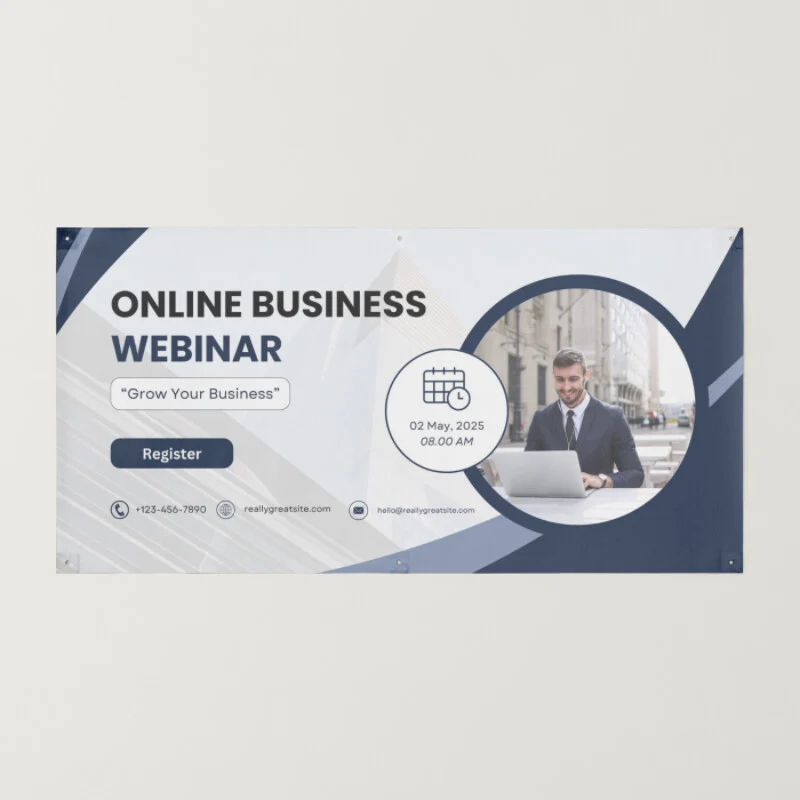 ONLINE BUSINESS
WEBINAR
“Grow Your Business”
Register
02 May, 2025
08.00 AM
+123-456-7890
reallygreatsite.com
hello@reallygreatsite.com